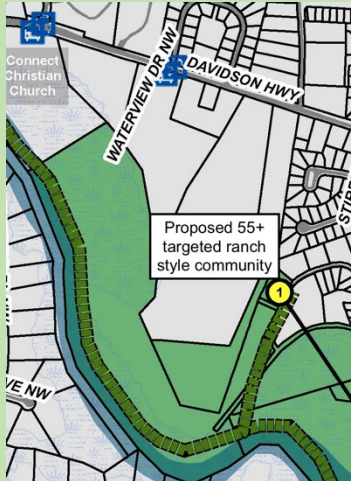 Connect
Christian
Church
WATERVIEW DR NW
DAVIDSON HWY
Proposed 55+
targeted ranch
style community
1
VE NW